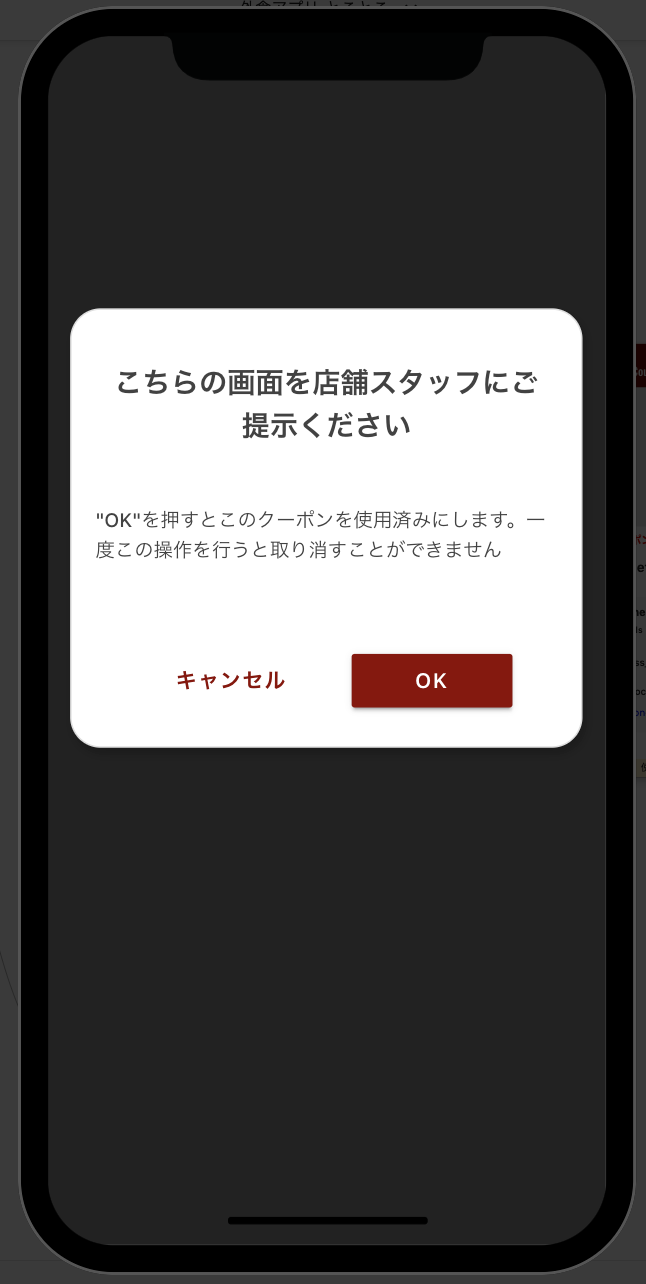 こちらの画面を店舗スタッフにご
提示ください
"OK"を押すとこのクーポンを使用済みにします。一
度この操作を行うと取り消すことができません
キャンセル
OK